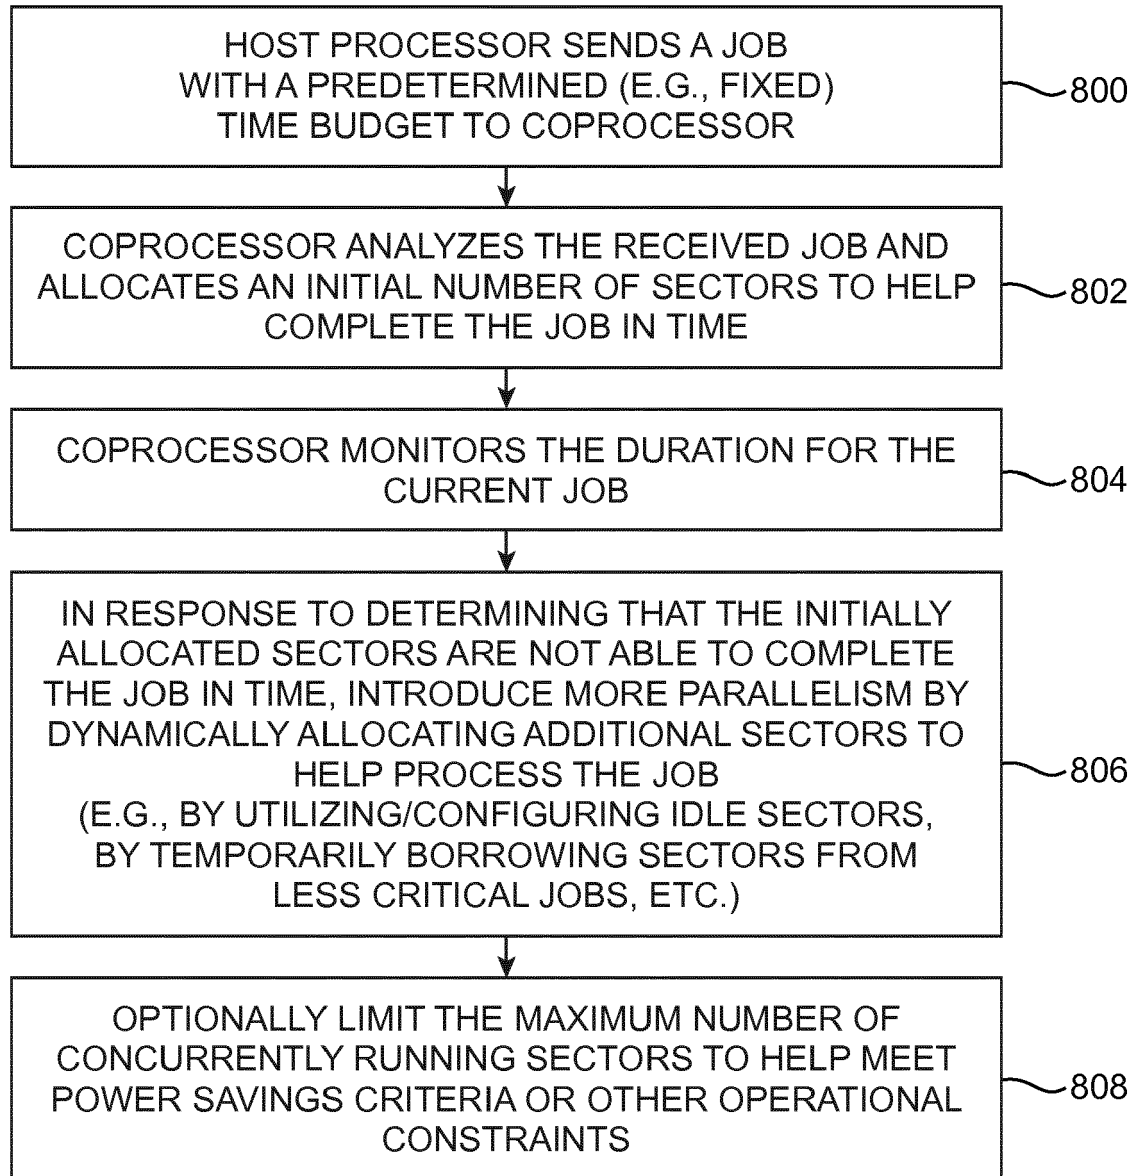 HOST PROCESSOR SENDS A JOB
WITH A PREDETERMINED (E.G., FIXED)
TIME BUDGET TO COPROCESSOR
800
COPROCESSOR ANALYZES THE RECEIVED JOB AND
ALLOCATES AN INITIAL NUMBER OF SECTORS TO HELP
COMPLETE THE JOB IN TIME
802
COPROCESSOR MONITORS THE DURATION FOR THE
CURRENT JOB
804
IN RESPONSE TO DETERMINING THAT THE INITIALLY
ALLOCATED SECTORS ARE NOT ABLE TO COMPLETE
THE JOB IN TIME, INTRODUCE MORE PARALLELISM BY
DYNAMICALLY ALLOCATING ADDITIONAL SECTORS TO
HELP PROCESS THE JOB
(E.G., BY UTILIZING/CONFIGURING IDLE SECTORS,
BY TEMPORARILY BORROWING SECTORS FROM
LESS CRITICAL JOBS, ETC.)
806
OPTIONALLY LIMIT THE MAXIMUM NUMBER OF
CONCURRENTLY RUNNING SECTORS TO HELP MEET
POWER SAVINGS CRITERIA OR OTHER OPERATIONAL
CONSTRAINTS
808